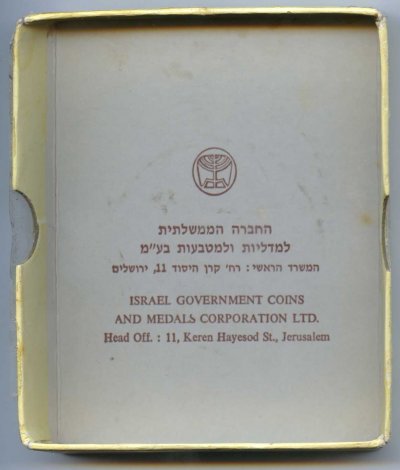 החברה הממשלתית
למדליות ולמטבעות בע״מ
המשרד הראשי : רח׳ קרן היסוד 11, ירושלים
ISRAEL GOVERNMENT COINS
AND MEDALS CORPORATION LTD.
Head Off. : 11, Keren Hayesod St., Jerusalem